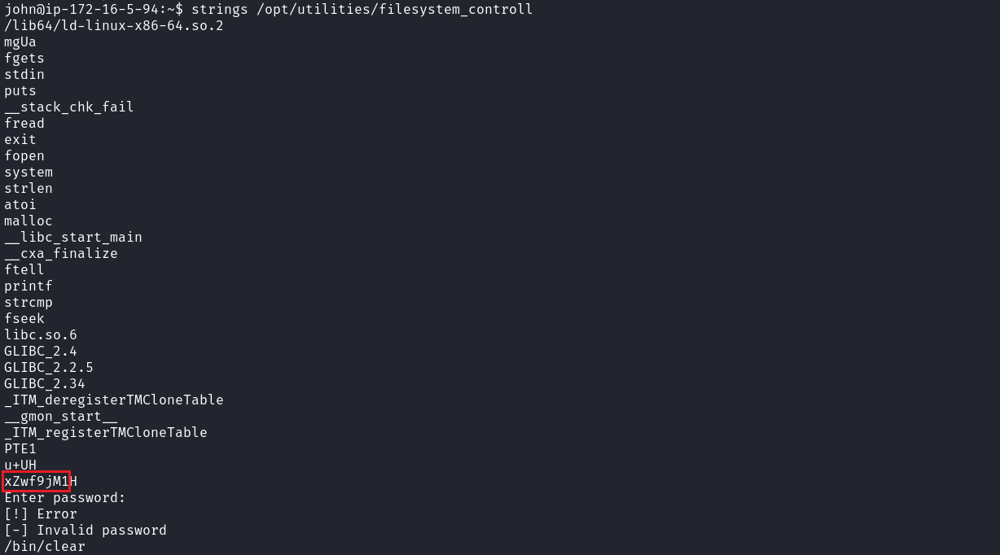 john@ip-172-16-5-94:~$ strings /opt/utilities/filesystem_controll
/lib64/ld-linux-x86-64.so.2
mgUa
fgets
stdin
puts
__stack_chk_fail
fread
exit
fopen
system
strlen
atoi
malloc
__libc_start_main
__cxa_finalize
ftell
printf
strcmp
fseek
libc.so.6
GLIBC_2.4
GLIBC_2.2.5
GLIBC_2.34
_ITM_deregisterTMCloneTable
__gmon_start__
_ITM_registerTMCloneTable
PTE1
u+UH
xZwf9jM1H
Enter password:
[!] Error
[-] Invalid password
/bin/clear